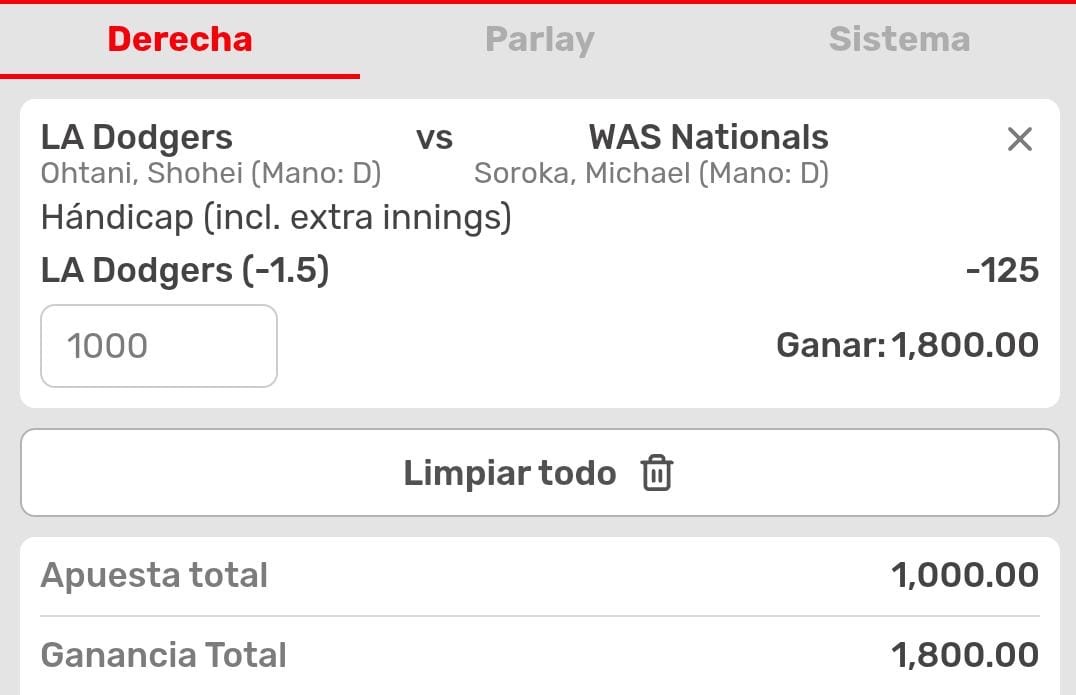 Derecha Parlay Sistema
LA Dodgers vs WAS Nationals
Ohtani, Shohei (Mano: D) Soroka, Michael (Mano: D)
Hándicap (incl. extra innings)
LA Dodgers (-1.5) -125
1000 Ganar: 1,800.00
Limpiar todo
Apuesta total 1,000.00
Ganancia Total 1,800.00